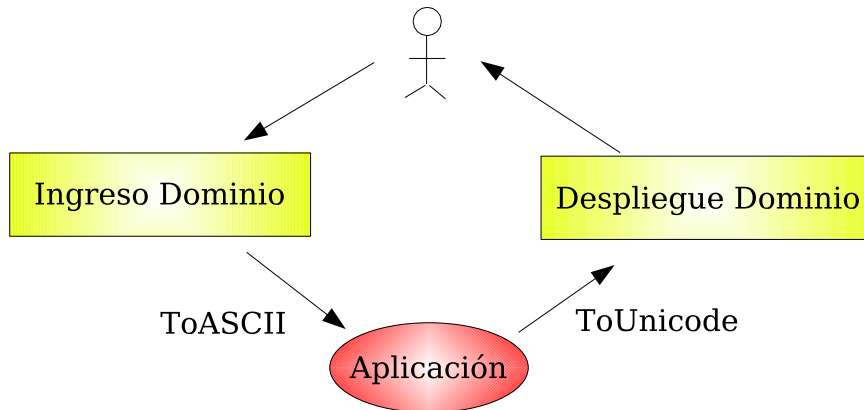 Ingreso Dominio
Despliegue Dominio
ToASCII
ToUnicode
Aplicación